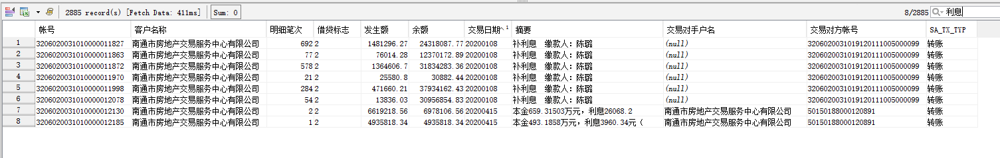 2885 record(s) [Fetch Data: 411ms] Sum: 0 8/2885 利息
帐号 客户名称 明细笔次 借贷标志 发生额 余额 交易日期 1 摘要 交易对手户名 交易对方帐号 SA_TX_TYP
1 3206020031010000011827 南通市房地产交易服务中心有限公司 692 2 1481296.27 24318087.77 20200108 补利息 缴款人: 陈璐 (null) 3206020031019120111005000099 转账
2 3206020031010000011863 南通市房地产交易服务中心有限公司 77 2 76014.28 12370172.89 20200108 补利息 缴款人: 陈璐 (null) 3206020031019120111005000099 转账
3 3206020031010000011872 南通市房地产交易服务中心有限公司 578 2 1364606.7 31834283.36 20200108 补利息 缴款人: 陈璐 (null) 3206020031019120111005000099 转账
4 3206020031010000011970 南通市房地产交易服务中心有限公司 21 2 25580.8 30882.44 20200108 补利息 缴款人: 陈璐 (null) 3206020031019120111005000099 转账
5 3206020031010000011998 南通市房地产交易服务中心有限公司 284 2 471660.21 37934162.43 20200108 补利息 缴款人: 陈璐 (null) 3206020031019120111005000099 转账
6 3206020031010000012078 南通市房地产交易服务中心有限公司 54 2 13836.03 30956854.83 20200108 补利息 缴款人: 陈璐 (null) 3206020031019120111005000099 转账
7 3206020031010000012130 南通市房地产交易服务中心有限公司 2 2 6619218.56 6978106.56 20200415 本金659.31503万元，利息26068.2 南通市房地产交易服务中心有限公司 50150188000120891 转账
8 3206020031010000012185 南通市房地产交易服务中心有限公司 1 2 4935818.34 4935818.34 20200415 本金493.1858万元，利息3960.34元（ 南通市房地产交易服务中心有限公司 50150188000120891 转账